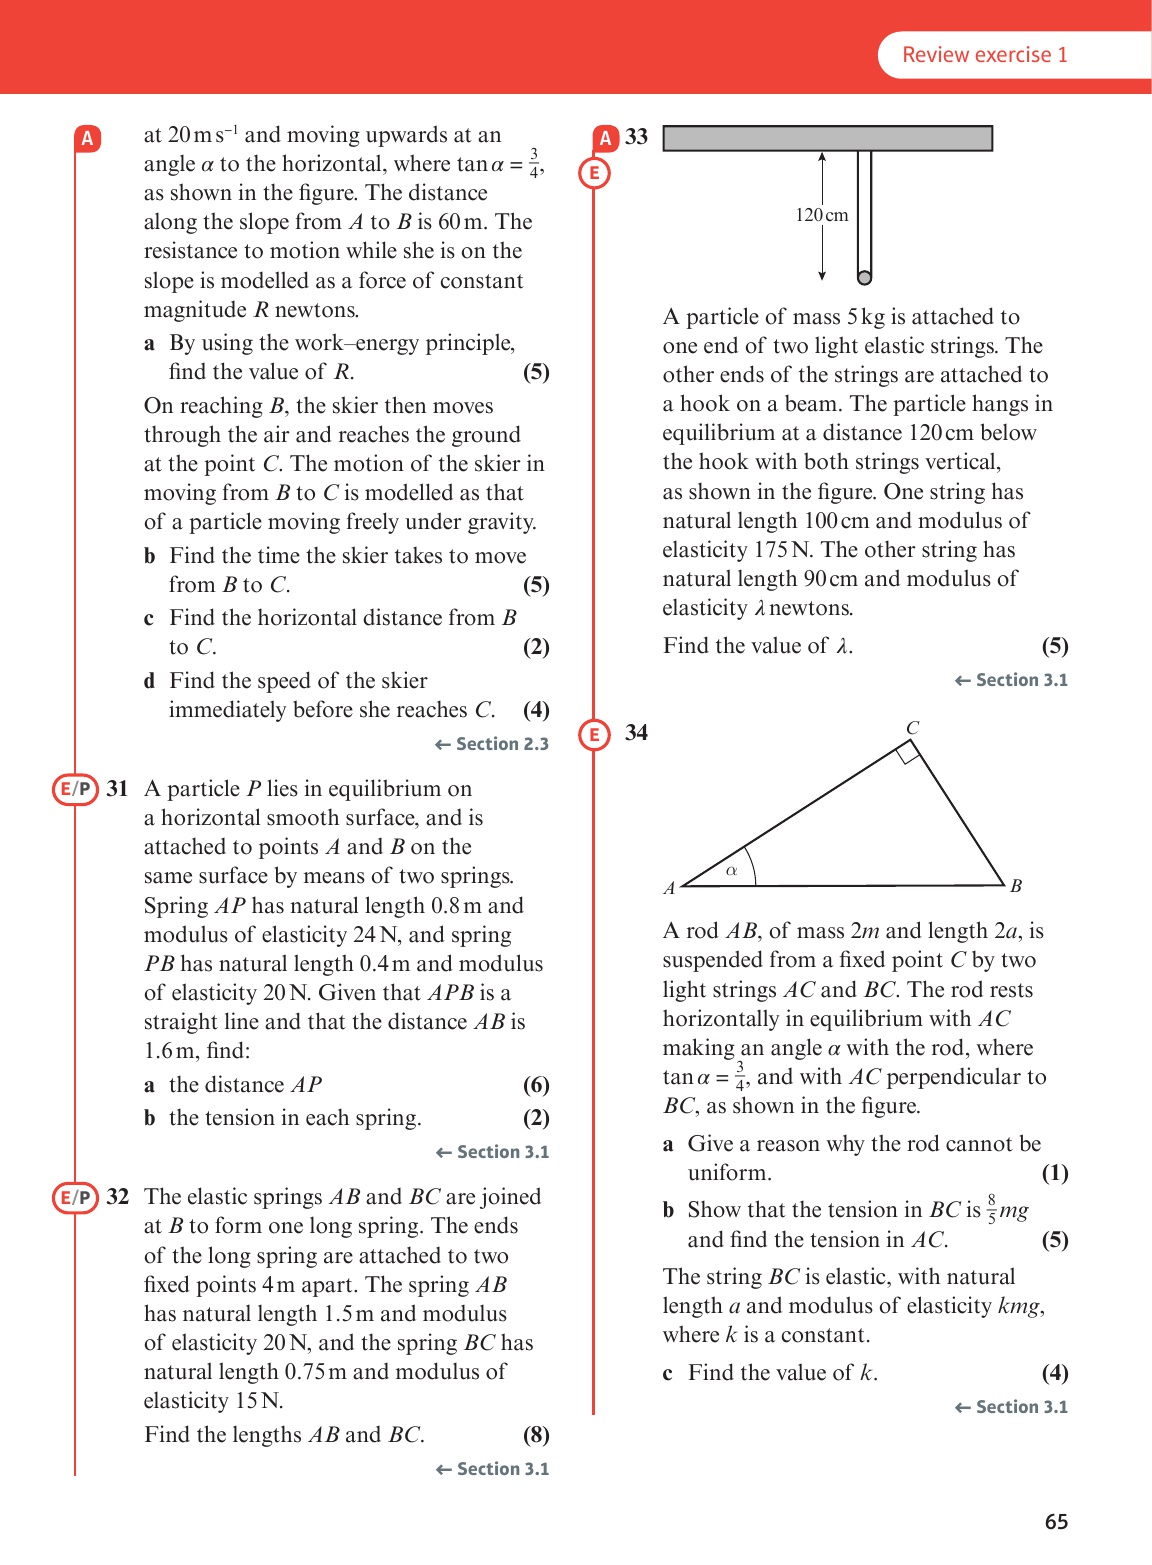 Review exercise 1
A
at 20 m s⁻¹ and moving upwards at an
angle α to the horizontal, where tan α = 3/4,
as shown in the figure. The distance
along the slope from A to B is 60 m. The
resistance to motion while she is on the
slope is modelled as a force of constant
magnitude R newtons.
a By using the work–energy principle,
find the value of R. (5)
On reaching B, the skier then moves
through the air and reaches the ground
at the point C. The motion of the skier in
moving from B to C is modelled as that
of a particle moving freely under gravity.
b Find the time the skier takes to move
from B to C. (5)
c Find the horizontal distance from B
to C. (2)
d Find the speed of the skier
immediately before she reaches C. (4)
← Section 2.3
E/P 31 A particle P lies in equilibrium on
a horizontal smooth surface, and is
attached to points A and B on the
same surface by means of two springs.
Spring AP has natural length 0.8 m and
modulus of elasticity 24 N, and spring
PB has natural length 0.4 m and modulus
of elasticity 20 N. Given that APB is a
straight line and that the distance AB is
1.6 m, find:
a the distance AP (6)
b the tension in each spring. (2)
← Section 3.1
E/P 32 The elastic springs AB and BC are joined
at B to form one long spring. The ends
of the long spring are attached to two
fixed points 4 m apart. The spring AB
has natural length 1.5 m and modulus
of elasticity 20 N, and the spring BC has
natural length 0.75 m and modulus of
elasticity 15 N.
Find the lengths AB and BC. (8)
← Section 3.1
A 33
E
120 cm
A particle of mass 5 kg is attached to
one end of two light elastic strings. The
other ends of the strings are attached to
a hook on a beam. The particle hangs in
equilibrium at a distance 120 cm below
the hook with both strings vertical,
as shown in the figure. One string has
natural length 100 cm and modulus of
elasticity 175 N. The other string has
natural length 90 cm and modulus of
elasticity λ newtons.
Find the value of λ. (5)
← Section 3.1
E 34
C
α
A
B
A rod AB, of mass 2m and length 2a, is
suspended from a fixed point C by two
light strings AC and BC. The rod rests
horizontally in equilibrium with AC
making an angle α with the rod, where
tan α = 3/4, and with AC perpendicular to
BC, as shown in the figure.
a Give a reason why the rod cannot be
uniform. (1)
b Show that the tension in BC is 8/5 mg
and find the tension in AC. (5)
The string BC is elastic, with natural
length a and modulus of elasticity kmg,
where k is a constant.
c Find the value of k. (4)
← Section 3.1
65